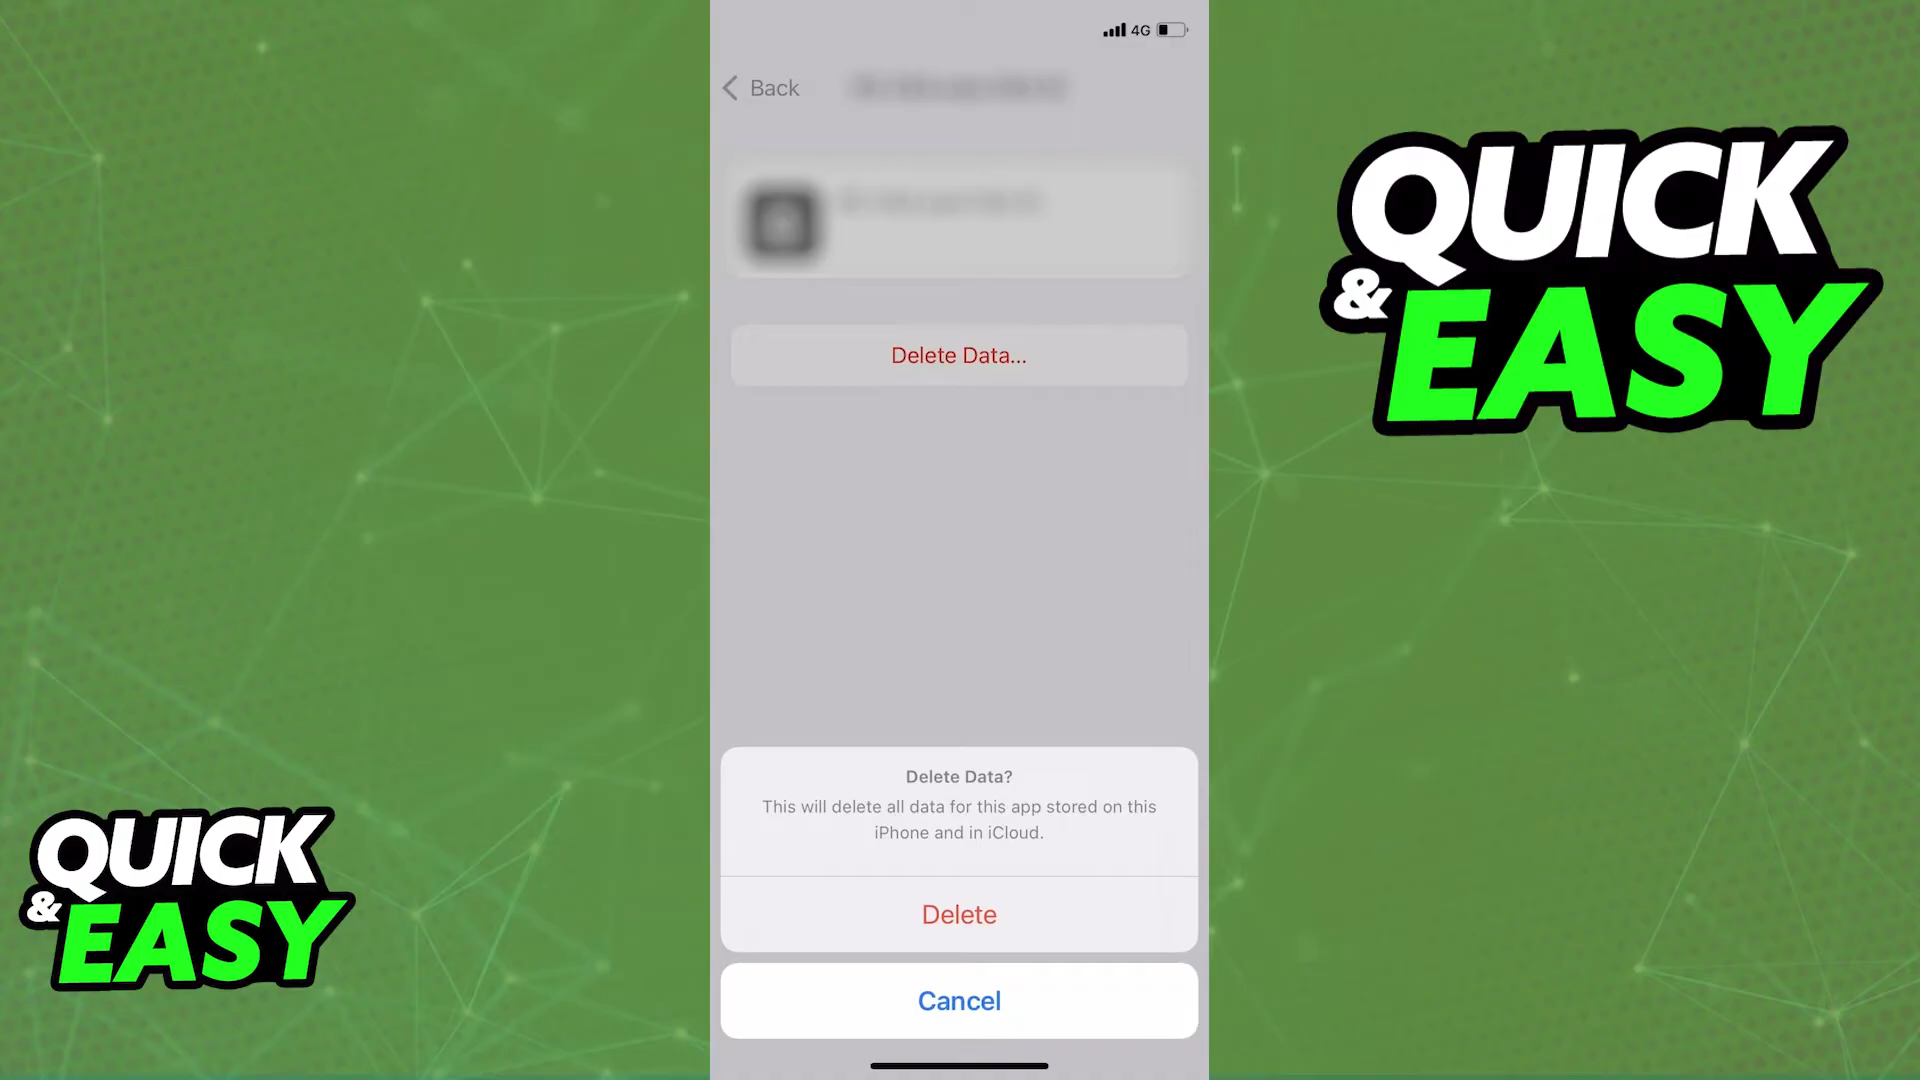 4G
Back
Delete Data...
Delete Data?
This will delete all data for this app stored on this
iPhone and in iCloud.
Delete
Cancel
QUICK
& EASY
QUICK
& EASY